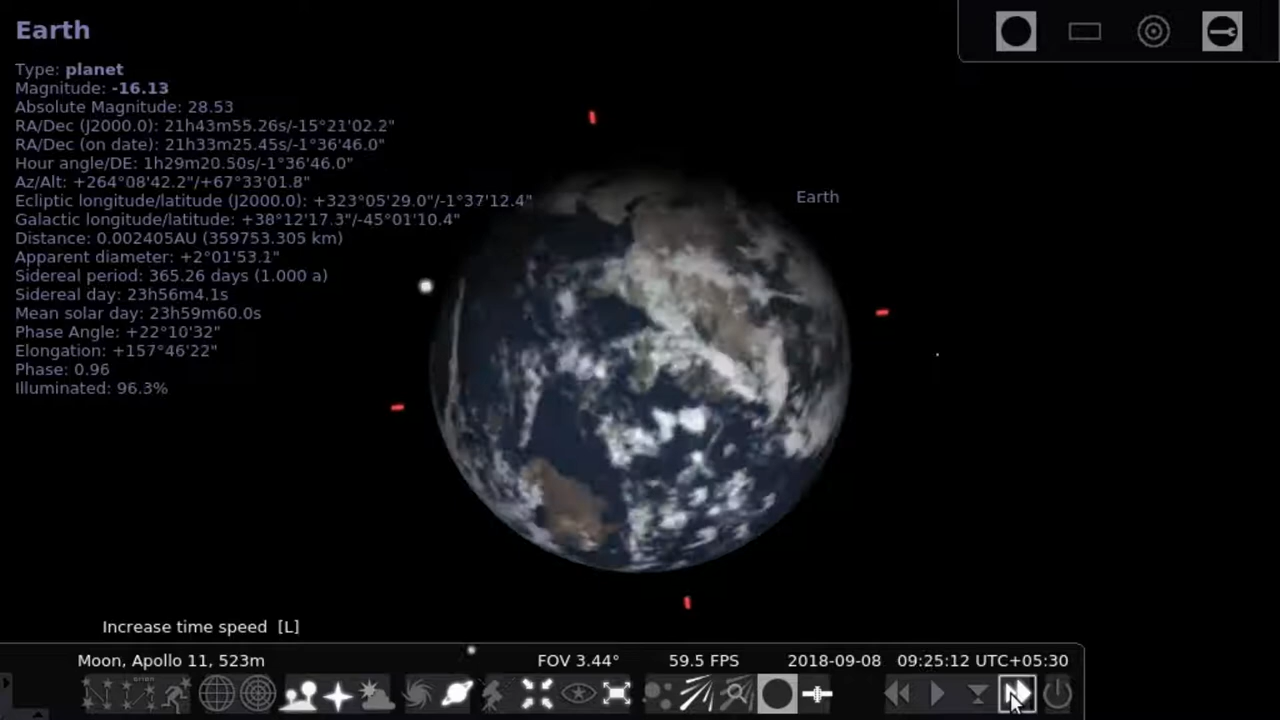 Earth
Type: planet
Magnitude: -16.13
Absolute Magnitude: 28.53
RA/Dec (J2000.0): 21h43m55.26s/-15°21'02.2"
RA/Dec (on date): 21h33m25.45s/-1°36'46.0"
Hour angle/DE: 1h29m20.50s/-1°36'46.0"
Az/Alt: +264°08'42.2"/+67°33'01.8"
Ecliptic longitude/latitude (J2000.0): +323°05'29.0"/-1°37'12.4"
Galactic longitude/latitude: +38°12'17.3"/-45°01'10.4"
Distance: 0.002405AU (359753.305 km)
Apparent diameter: +2°01'53.1"
Sidereal period: 365.26 days (1.000 a)
Sidereal day: 23h56m4.1s
Mean solar day: 23h59m60.0s
Phase Angle: +22°10'32"
Elongation: +157°46'22"
Phase: 0.96
Illuminated: 96.3%
Earth
Increase time speed [L]
Moon, Apollo 11, 523m FOV 3.44° 59.5 FPS 2018-09-08 09:25:12 UTC+05:30